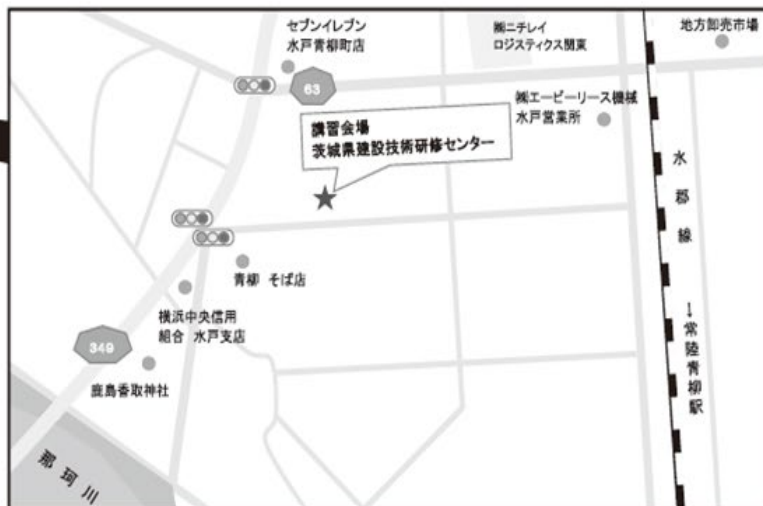 セブンイレブン
水戸青柳町店
㈱ニチレイ
ロジスティクス関東
地方卸売市場
63
㈱エービーリース機械
水戸営業所
講習会場
茨城県建設技術研修センター
水郡線
青柳 そば店
横浜中央信用
組合 水戸支店
349
鹿島香取神社
←常陸青柳駅
那珂川